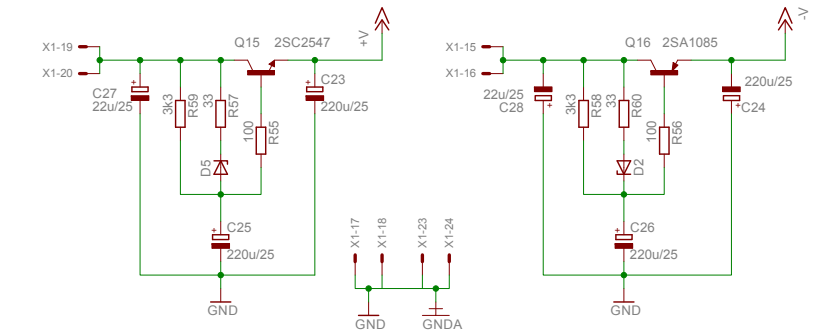 X1-19
X1-20
C27
22u/25
3k3
R59
33
R57
D5
Q15
2SC2547
100
R55
+V
C23
220u/25
C25
220u/25
GND
X1-17
X1-18
X1-23
X1-24
GND
GNDA
X1-15
X1-16
22u/25
C28
3k3
R58
33
R60
D2
Q16
2SA1085
100
R56
-V
220u/25
C24
C26
220u/25
GND